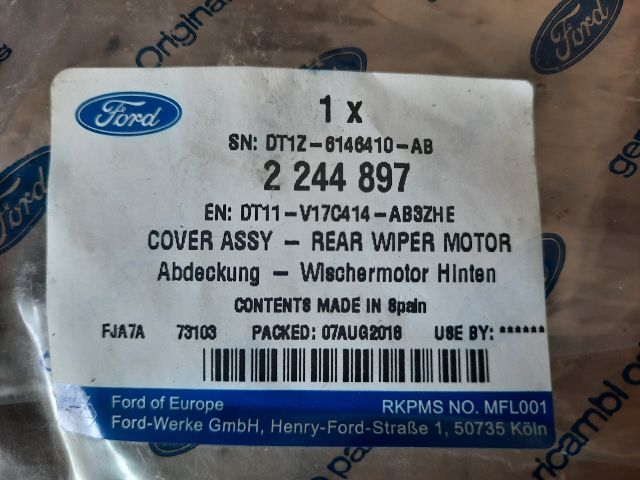 Ford
1 x
SN: DT1Z-6146410-AB
2 244 897
EN: DT11-V17C414-AB3ZHE
COVER ASSY - REAR WIPER MOTOR
Abdeckung - Wischermotor Hinten
CONTENTS MADE IN Spain
FJA7A 73103 PACKED: 07AUG2018 USE BY: ******
Ford of Europe RKPMS NO. MFL001
Ford-Werke GmbH, Henry-Ford-Straße 1, 50735 Köln
Ford
Original